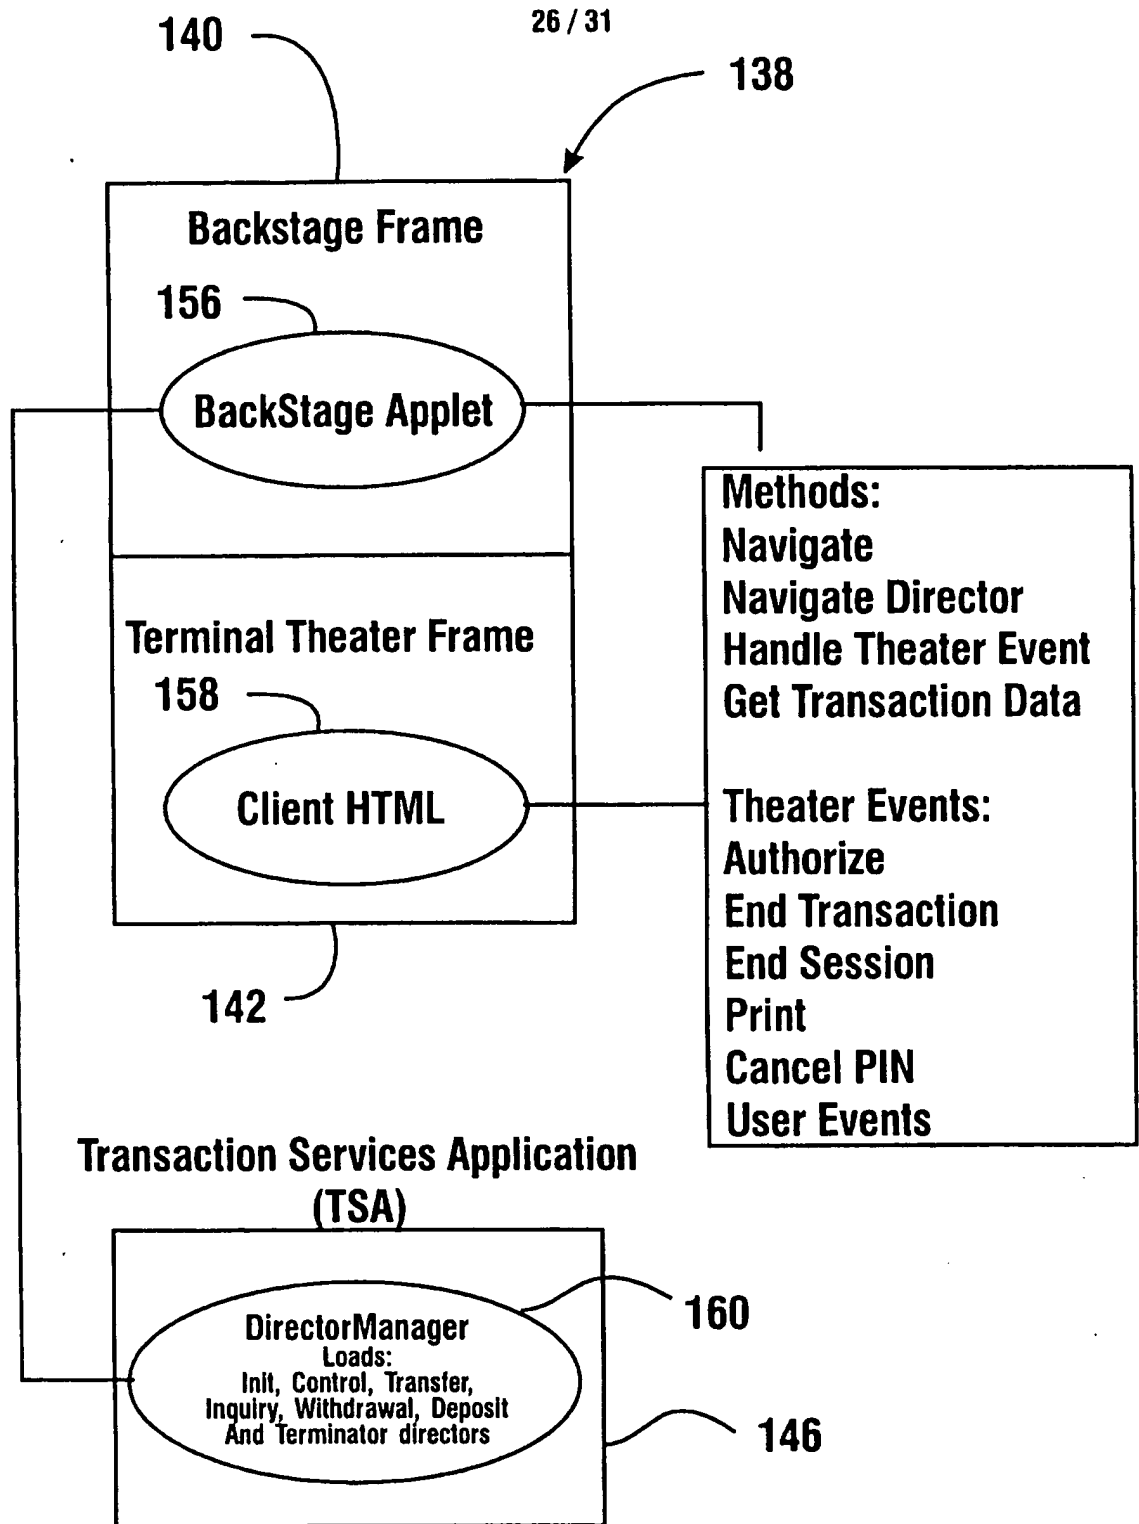 26 / 31
140
138
Backstage Frame
156
BackStage Applet
Methods:
Navigate
Navigate Director
Handle Theater Event
Get Transaction Data
Terminal Theater Frame
158
Client HTML
Theater Events:
Authorize
End Transaction
End Session
Print
Cancel PIN
User Events
142
Transaction Services Application
(TSA)
160
DirectorManager
Loads:
Init, Control, Transfer,
Inquiry, Withdrawal, Deposit
And Terminator directors
146